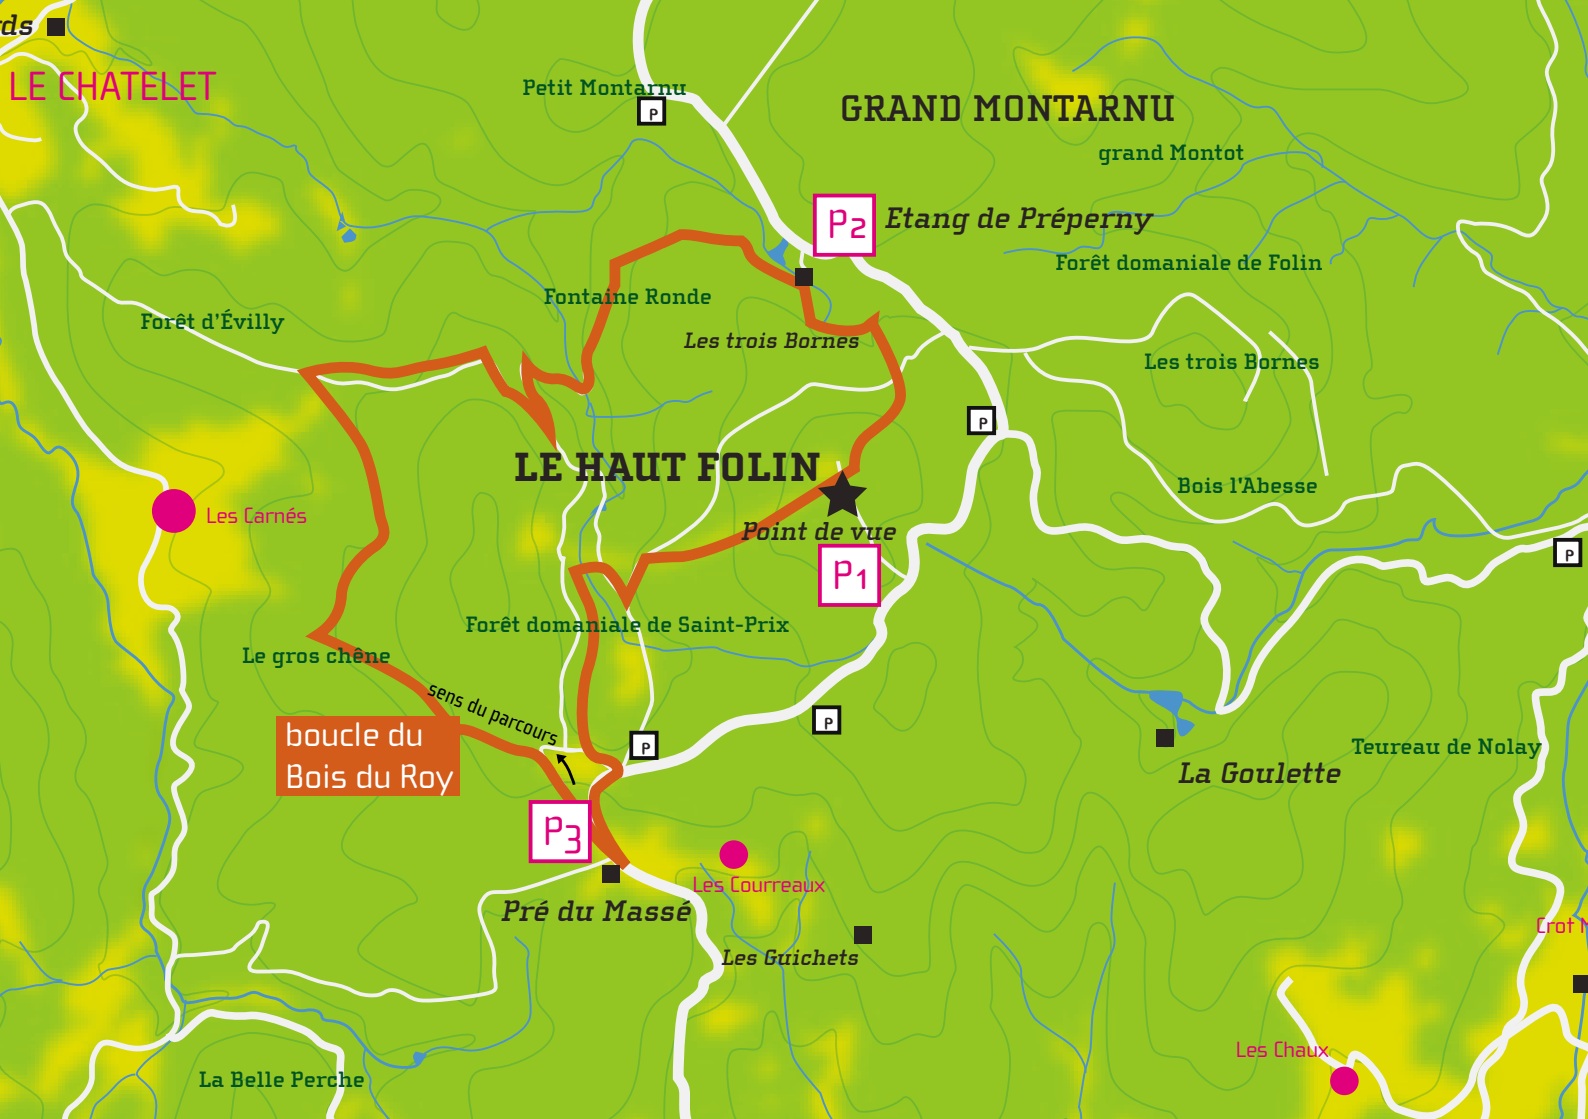 rds
LE CHATELET
Petit Montarnu
P
GRAND MONTARNU
grand Montot
P2
Etang de Préperny
Forêt domaniale de Folin
Fontaine Ronde
Forêt d'Évilly
Les trois Bornes
Les trois Bornes
P
LE HAUT FOLIN
Bois l'Abesse
Les Carnés
Point de vue
P
P1
Forêt domaniale de Saint-Prix
Le gros chêne
sens du parcours
boucle du
Bois du Roy
P
P
Teureau de Nolay
La Goulette
P3
Les Courreaux
Pré du Massé
Crot
Les Guichets
Les Chaux
La Belle Perche